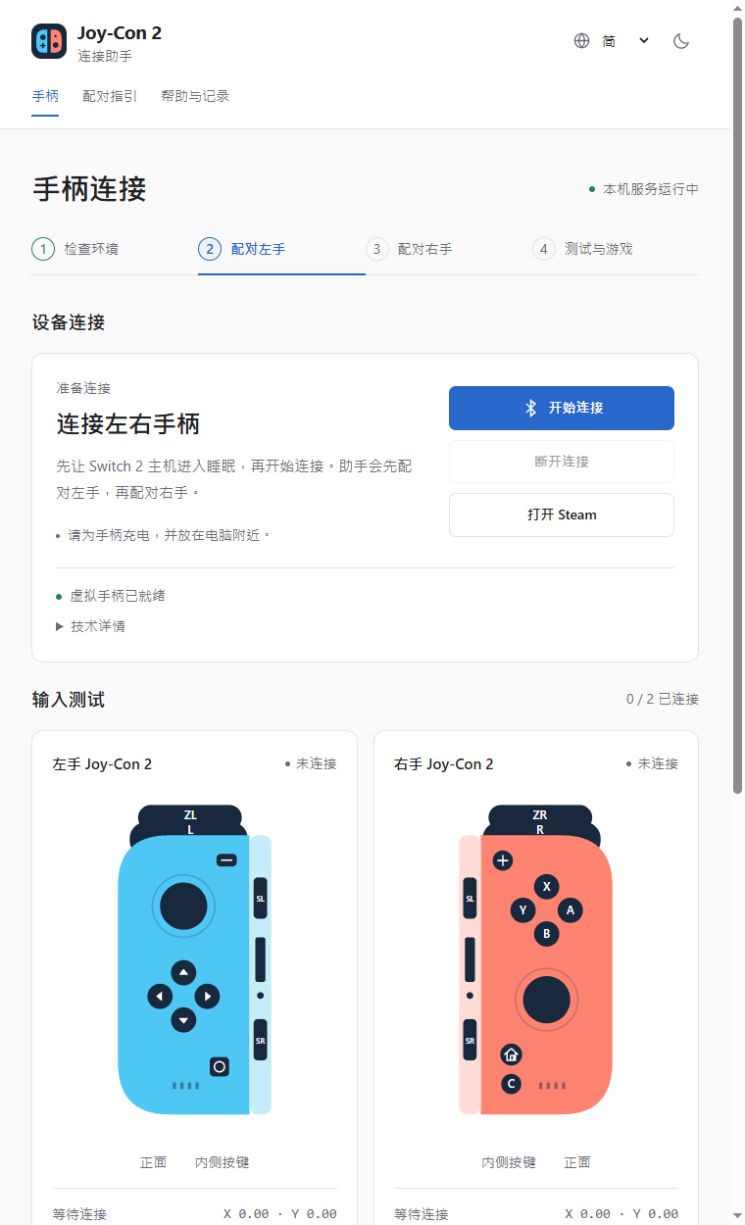 Joy-Con 2
连接助手
简
手柄
配对指引
帮助与记录
手柄连接
本机服务运行中
1 检查环境
2 配对左手
3 配对右手
4 测试与游戏
设备连接
准备连接
连接左右手柄
先让 Switch 2 主机进入睡眠，再开始连接。助手会先配
对左手，再配对右手。
• 请为手柄充电，并放在电脑附近。
开始连接
断开连接
打开 Steam
虚拟手柄已就绪
技术详情
输入测试
0 / 2 已连接
左手 Joy-Con 2
未连接
ZL
L
SL
SR
正面
内侧按键
等待连接
X 0.00 · Y 0.00
右手 Joy-Con 2
未连接
ZR
R
X
Y
A
B
SL
SR
C
内侧按键
正面
等待连接
X 0.00 · Y 0.00